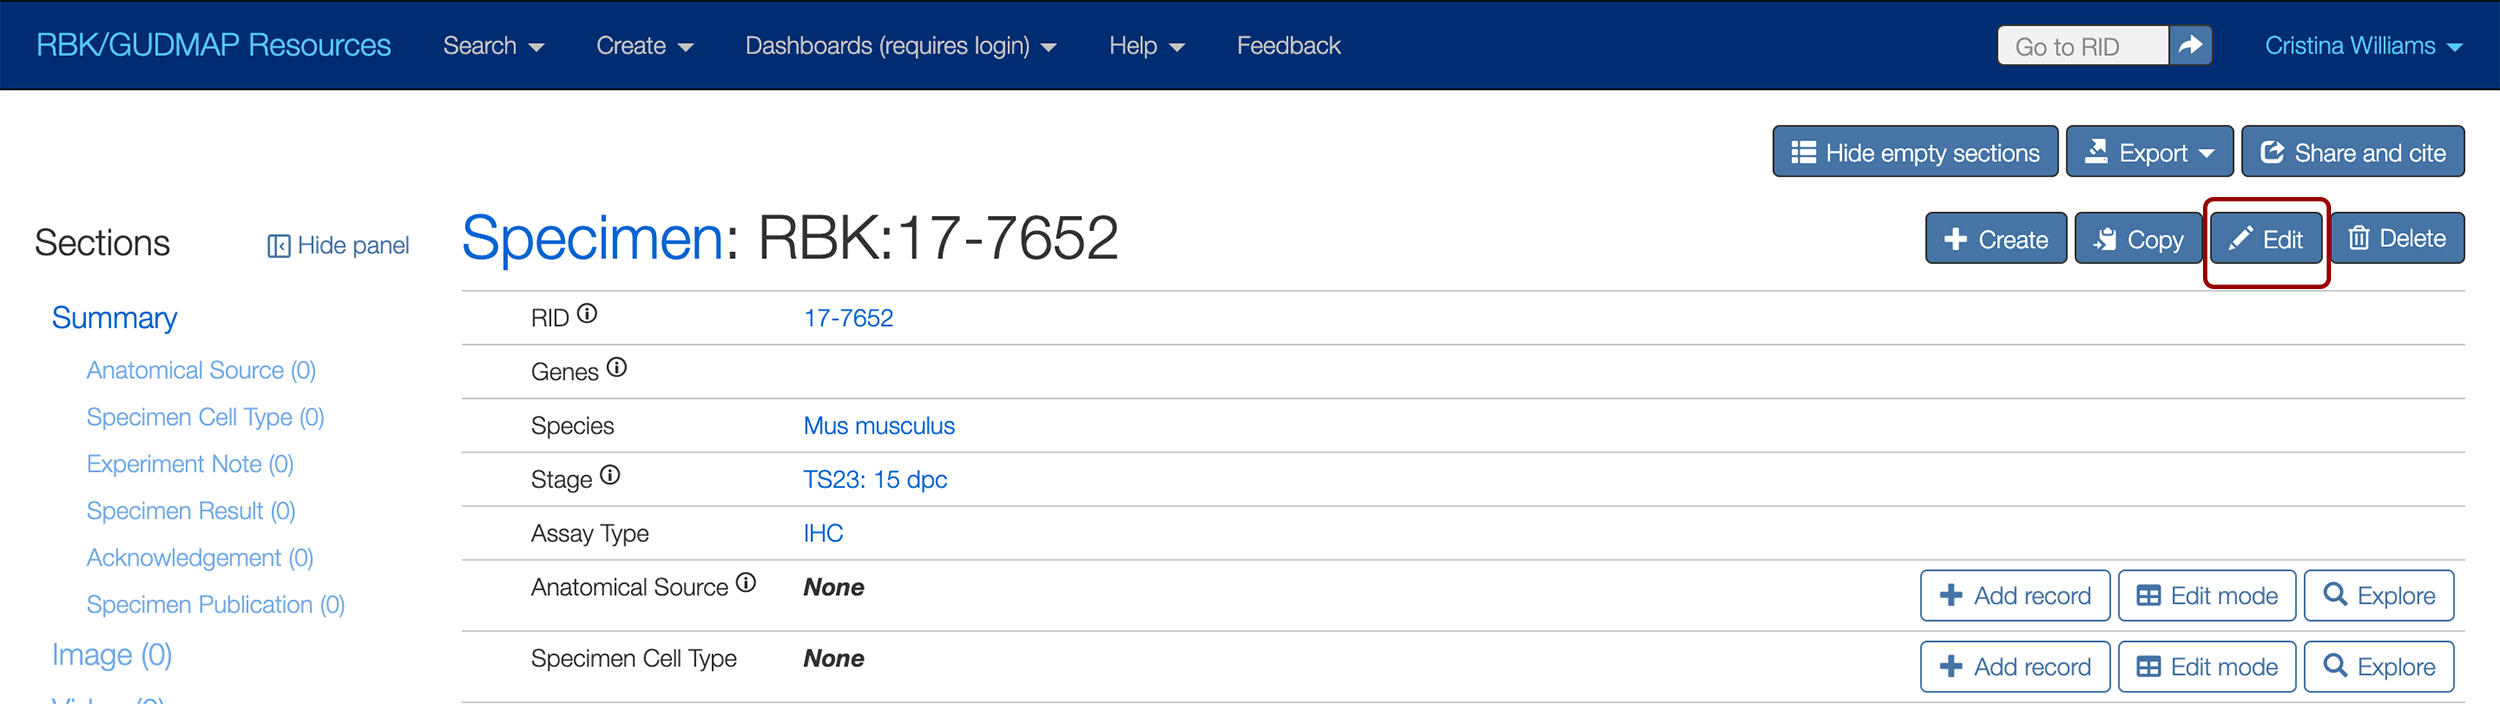 RBK/GUDMAP Resources Search Create Dashboards (requires login) Help Feedback Go to RID Cristina Williams
Hide empty sections Export Share and cite
Sections Hide panel
Specimen: RBK:17-7652
Create Copy Edit Delete
Summary
Anatomical Source (0)
Specimen Cell Type (0)
Experiment Note (0)
Specimen Result (0)
Acknowledgement (0)
Specimen Publication (0)
Image (0)
RID 17-7652
Genes
Species Mus musculus
Stage TS23: 15 dpc
Assay Type IHC
Anatomical Source None Add record Edit mode Explore
Specimen Cell Type None Add record Edit mode Explore